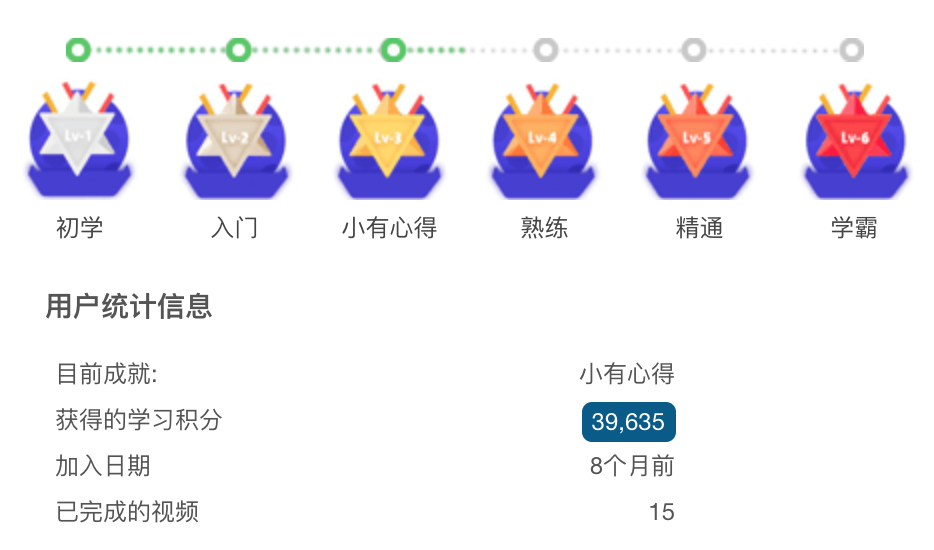 Lv-1 Lv-2 Lv-3 Lv-4 Lv-5 Lv-6
初学 入门 小有心得 熟练 精通 学霸
用户统计信息
目前成就: 小有心得
获得的学习积分 39,635
加入日期 8个月前
已完成的视频 15